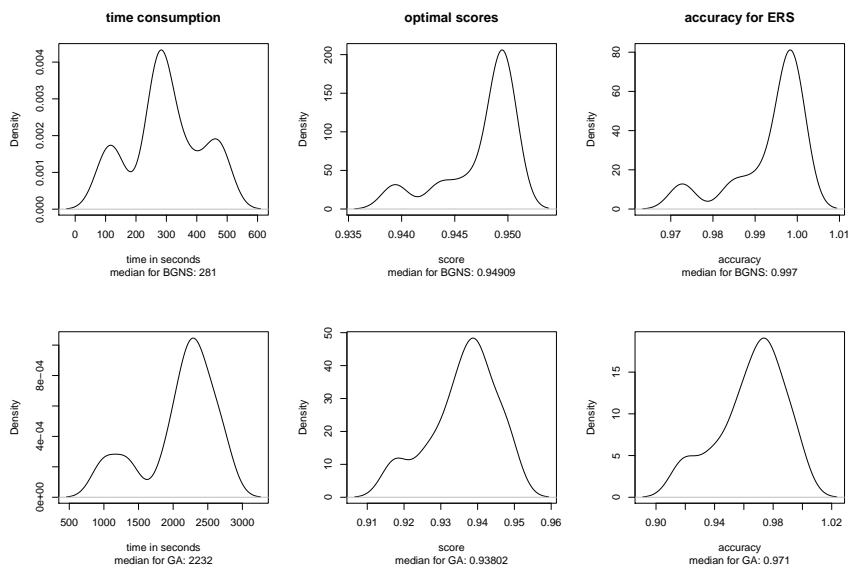 time consumption
optimal scores
accuracy for ERS
Density
0.000 0.001 0.002 0.003 0.004
0 100 200 300 400 500 600
time in seconds
median for BGNS: 281
Density
0 50 100 150 200
0.935 0.940 0.945 0.950
score
median for BGNS: 0.94909
Density
0 20 40 60 80
0.97 0.98 0.99 1.00 1.01
accuracy
median for BGNS: 0.997
Density
0e+00 4e-04 8e-04
500 1000 1500 2000 2500 3000
time in seconds
median for GA: 2232
Density
0 10 20 30 40 50
0.91 0.92 0.93 0.94 0.95 0.96
score
median for GA: 0.93802
Density
0 5 10 15
0.90 0.94 0.98 1.02
accuracy
median for GA: 0.971